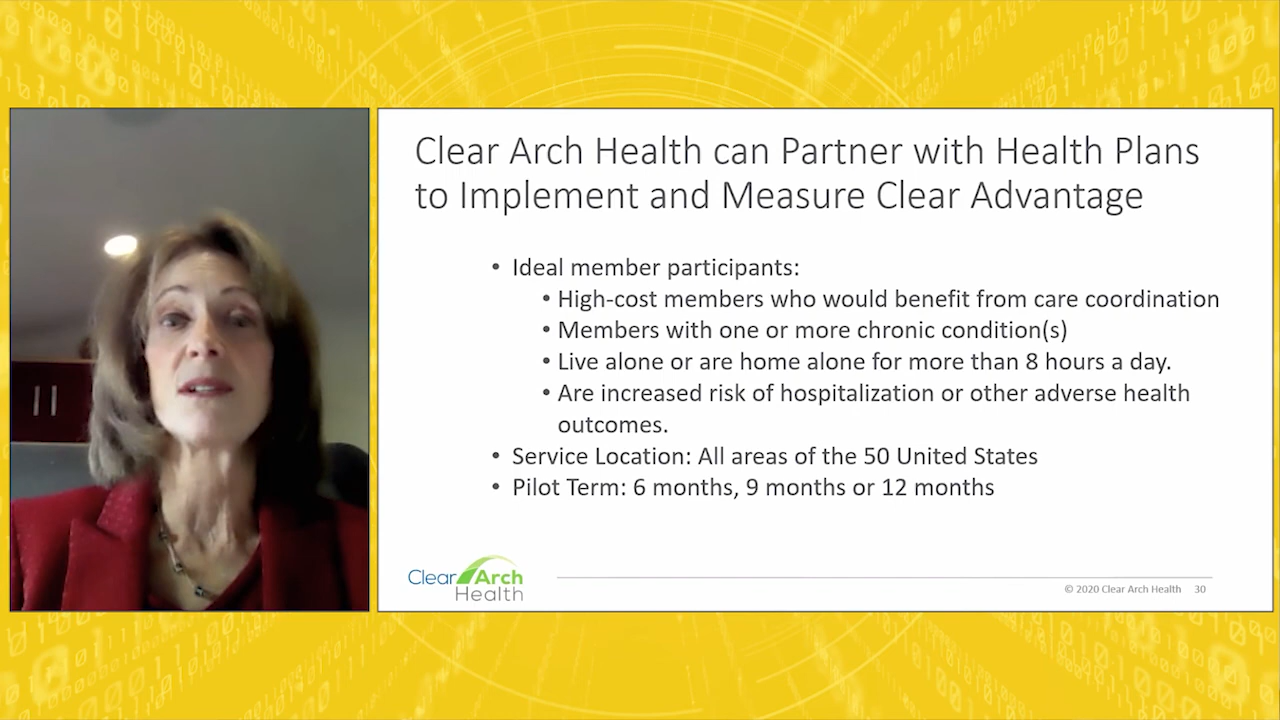 Clear Arch Health can Partner with Health Plans
to Implement and Measure Clear Advantage
• Ideal member participants:
• High-cost members who would benefit from care coordination
• Members with one or more chronic condition(s)
• Live alone or are home alone for more than 8 hours a day.
• Are increased risk of hospitalization or other adverse health
outcomes.
• Service Location: All areas of the 50 United States
• Pilot Term: 6 months, 9 months or 12 months
Clear Arch
Health
© 2020 Clear Arch Health 30